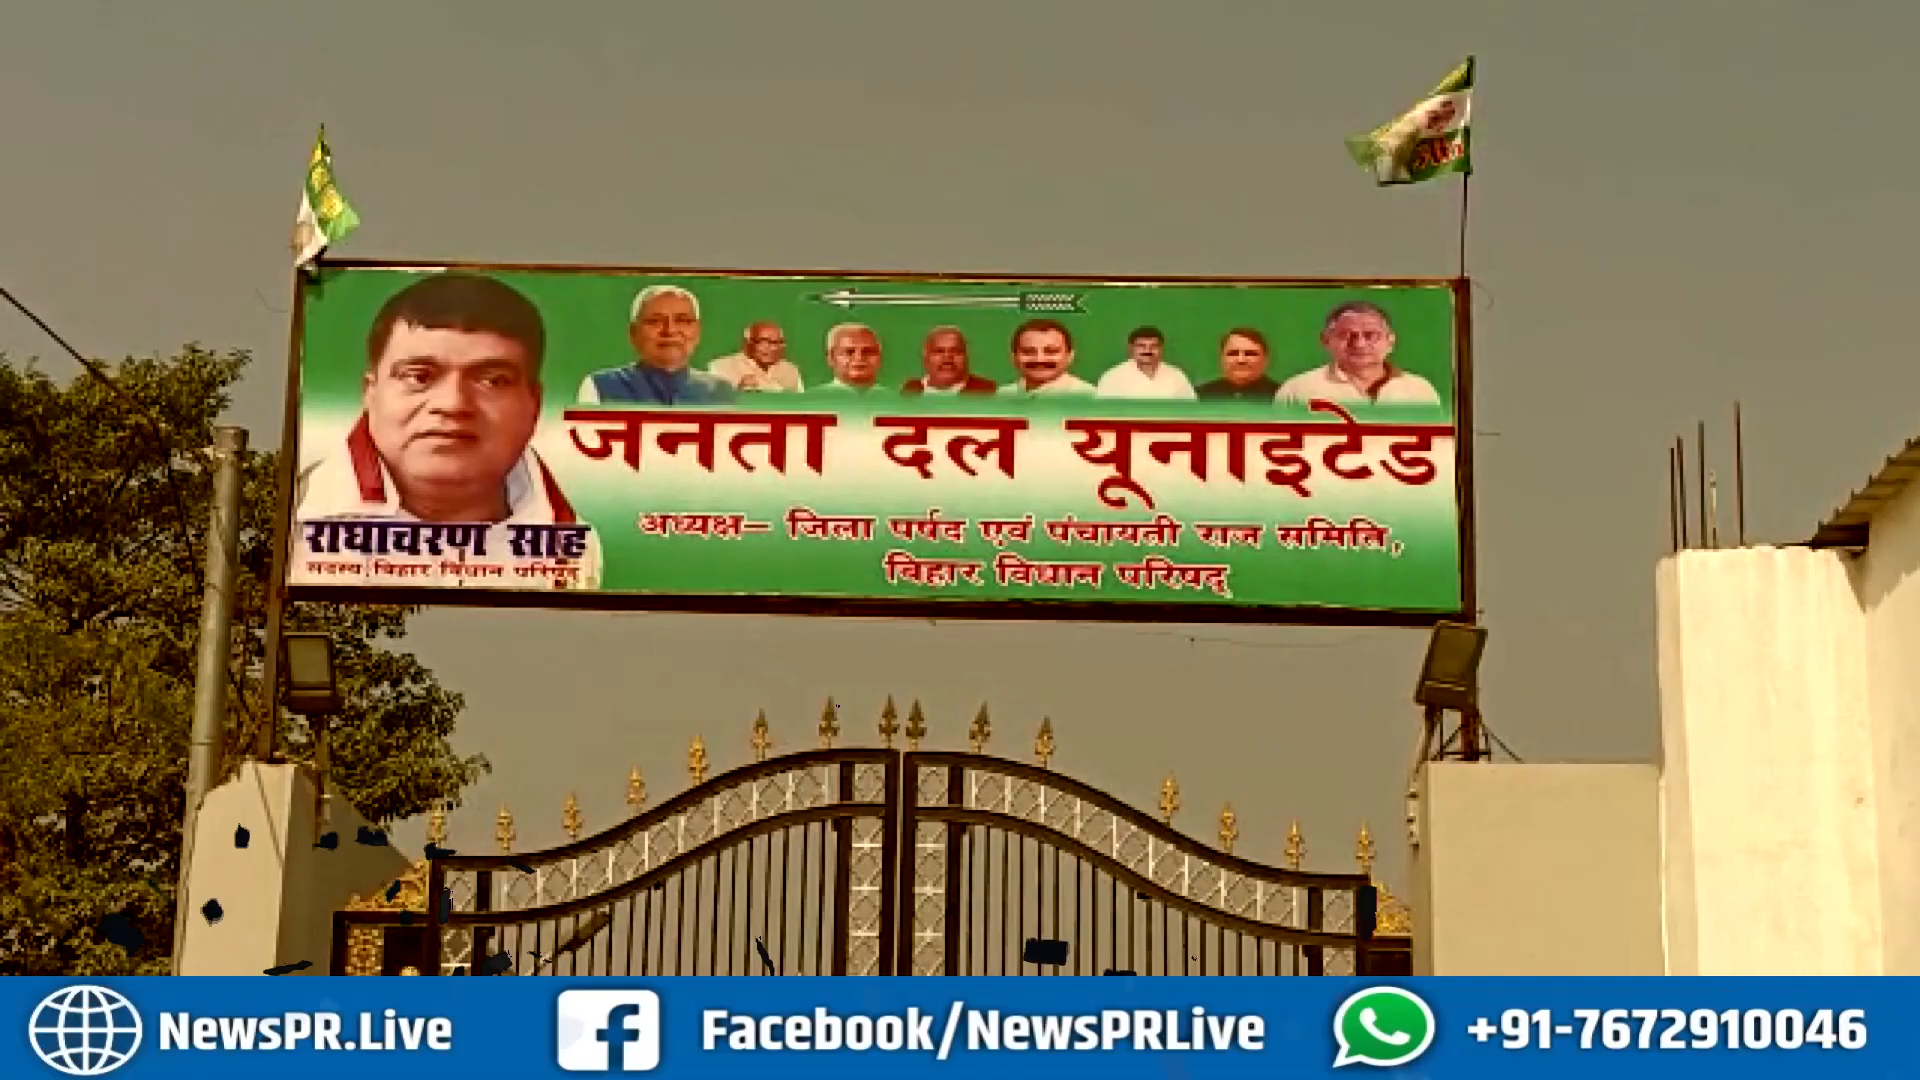 जनता दल यूनाइटेड
राधाचरण साह
सदस्य, बिहार विधान परिषद्
अध्यक्ष– जिला पर्षद एवं पंचायती राज समिति,
बिहार विधान परिषद्
NewsPR.Live
Facebook/NewsPRLive
+91-7672910046